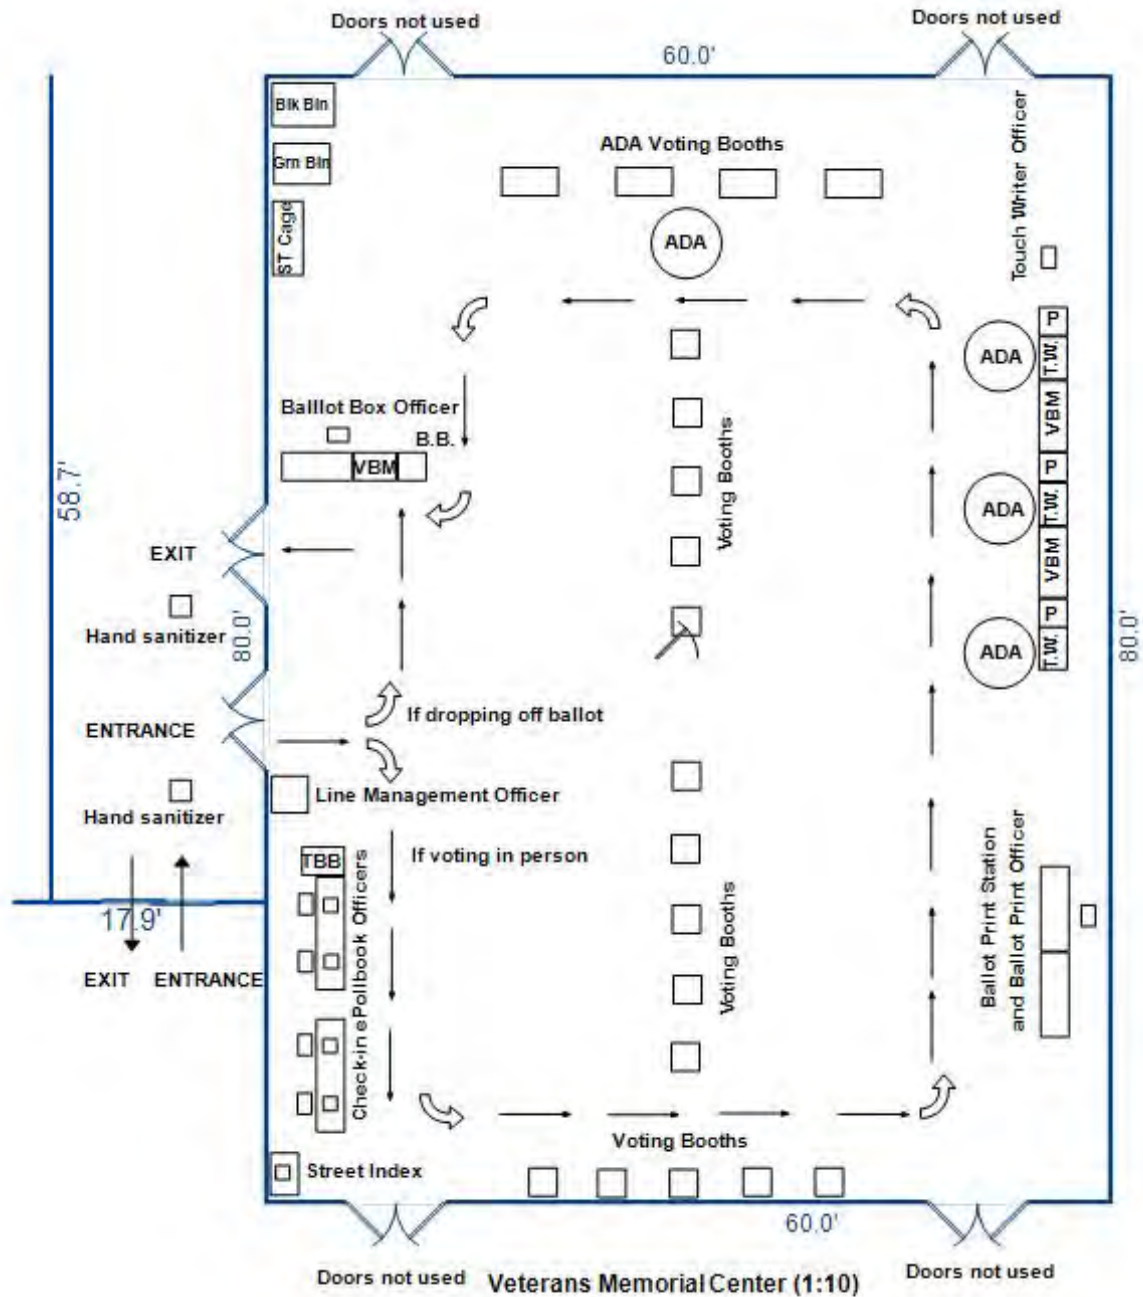 Doors not used
Doors not used
60.0'
Blk Bln
Grn Bln
ST Cage
ADA Voting Booths
ADA
Touch Writer Officer
P
T.W.
VBM
P
T.W.
VBM
P
T.W.
ADA
ADA
ADA
Balllot Box Officer
B.B.
VBM
Voting Booths
58.7'
EXIT
Hand sanitizer
80.0'
80.0'
ENTRANCE
If dropping off ballot
Hand sanitizer
Line Management Officer
If voting in person
TBB
Check-in ePollbook Officers
Voting Booths
Ballot Print Station
and Ballot Print Officer
17.9'
EXIT
ENTRANCE
Voting Booths
Street Index
60.0'
Doors not used
Veterans Memorial Center (1:10)
Doors not used